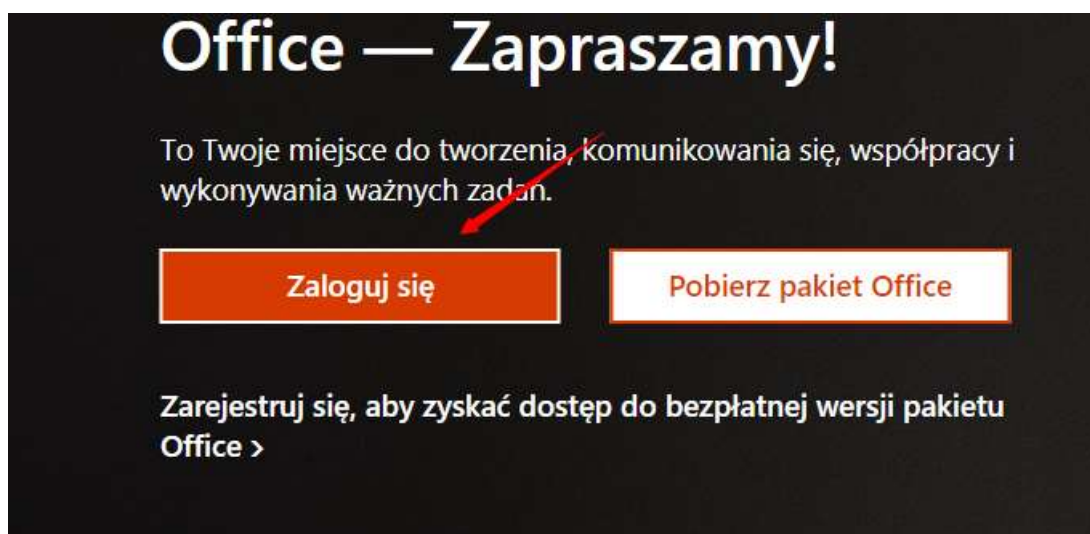 Office — Zapraszamy!
To Twoje miejsce do tworzenia, komunikowania się, współpracy i
wykonywania ważnych zadań.
Zaloguj się
Pobierz pakiet Office
Zarejestruj się, aby zyskać dostęp do bezpłatnej wersji pakietu
Office >